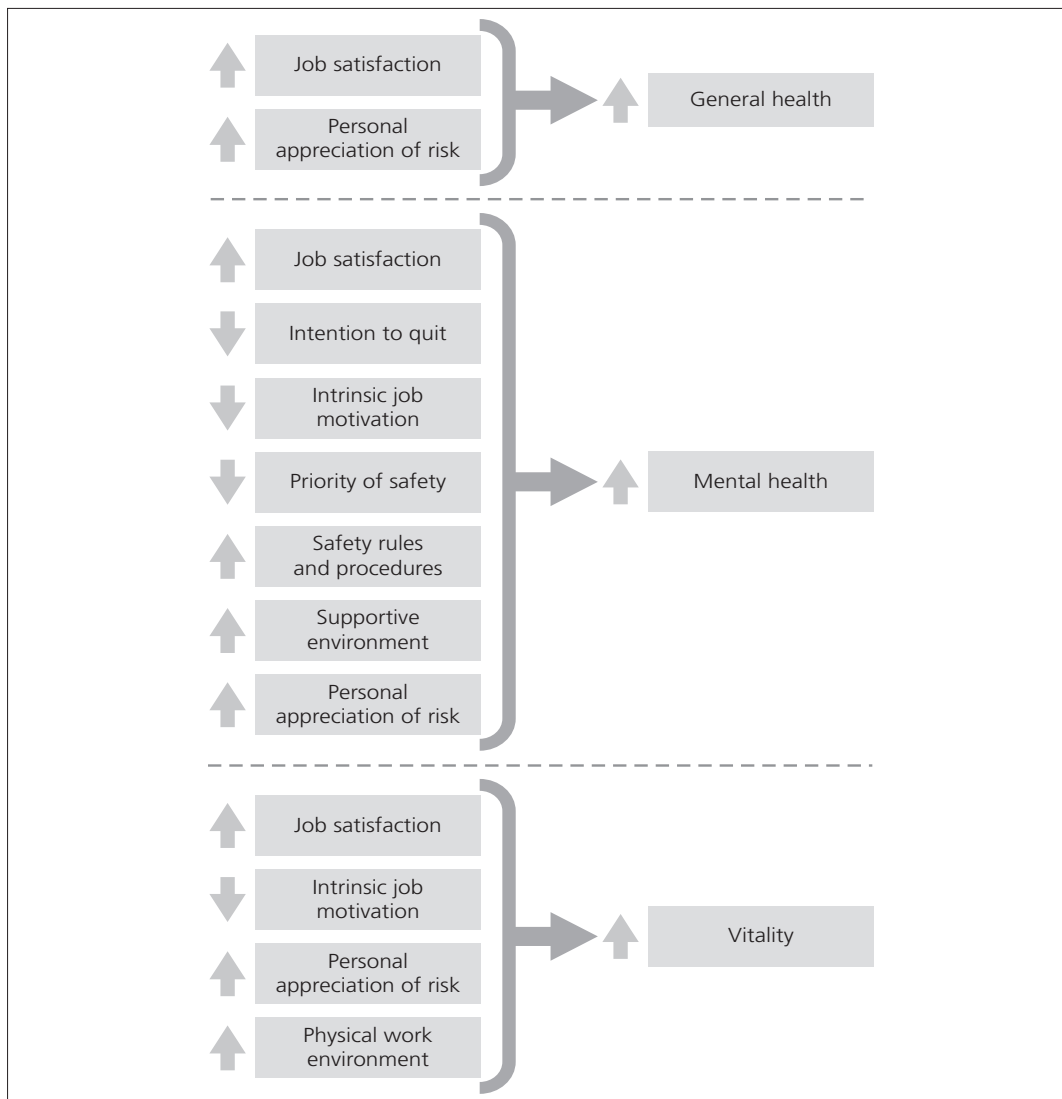 Job satisfaction
Personal
appreciation of risk
General health
Job satisfaction
Intention to quit
Intrinsic job
motivation
Priority of safety
Safety rules
and procedures
Supportive
environment
Personal
appreciation of risk
Mental health
Job satisfaction
Intrinsic job
motivation
Personal
appreciation of risk
Physical work
environment
Vitality